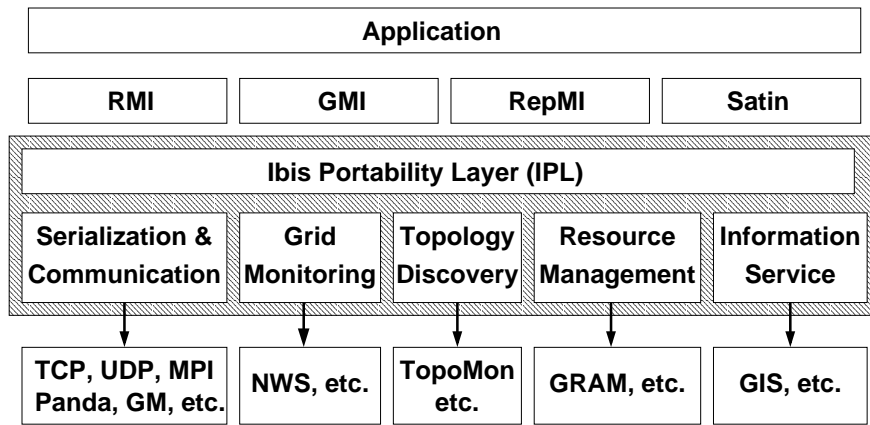 Application
RMI
GMI
RepMI
Satin
Ibis Portability Layer (IPL)
Serialization &
Communication
Grid
Monitoring
Topology
Discovery
Resource
Management
Information
Service
TCP, UDP, MPI
Panda, GM, etc.
NWS, etc.
TopoMon
etc.
GRAM, etc.
GIS, etc.